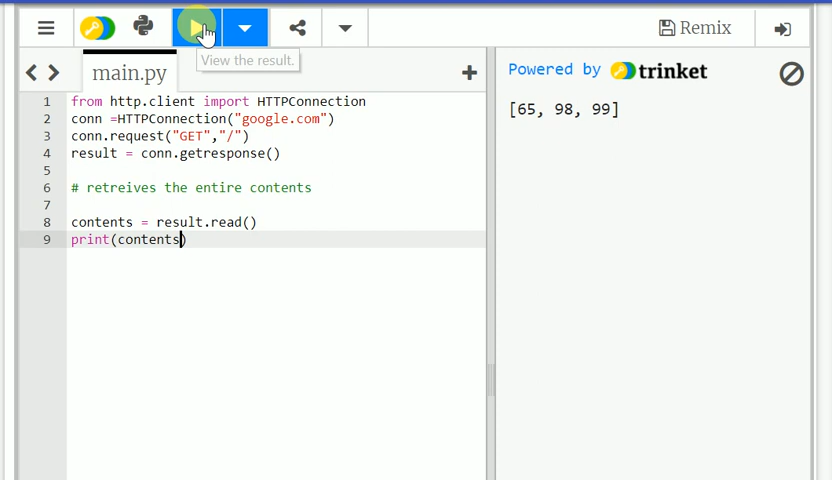 Remix
View the result.
main.py
Powered by trinket
1 from http.client import HTTPConnection
2 conn =HTTPConnection("google.com")
3 conn.request("GET","/")
4 result = conn.getresponse()
5
6 # retreives the entire contents
7
8 contents = result.read()
9 print(contents)
[65, 98, 99]